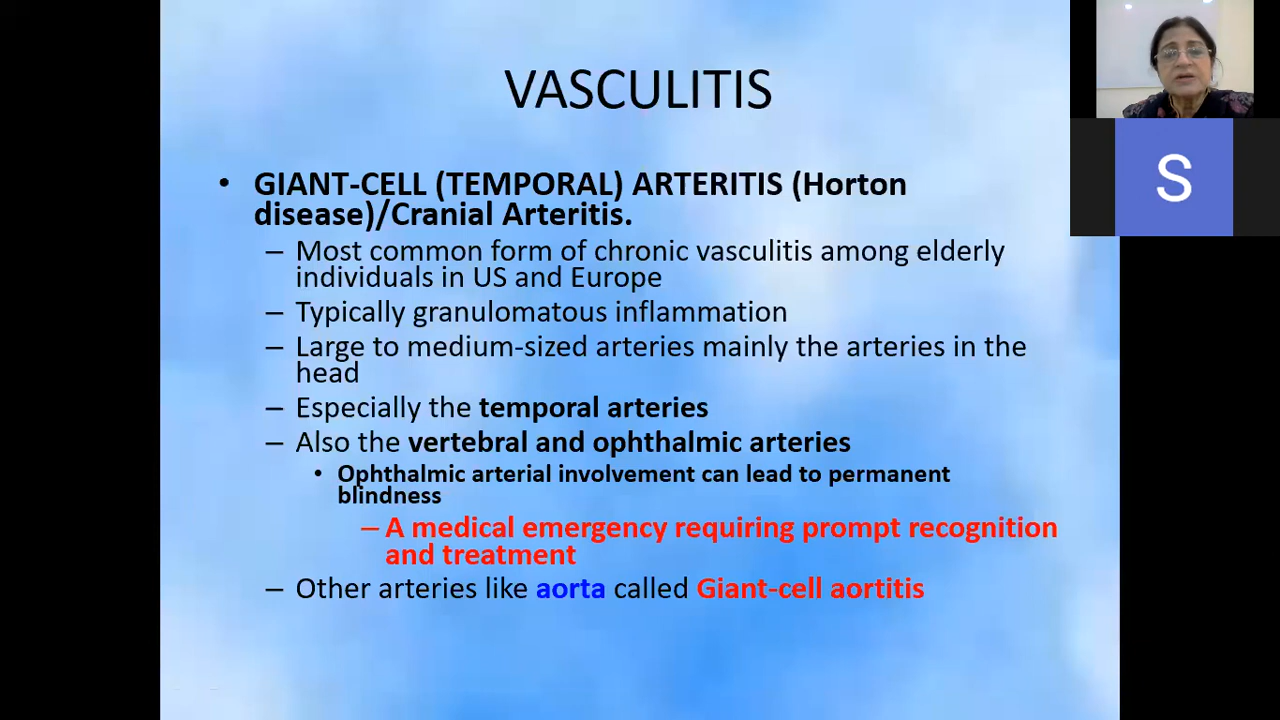 VASCULITIS
• GIANT-CELL (TEMPORAL) ARTERITIS (Horton
disease)/Cranial Arteritis.
– Most common form of chronic vasculitis among elderly
individuals in US and Europe
– Typically granulomatous inflammation
– Large to medium-sized arteries mainly the arteries in the
head
– Especially the temporal arteries
– Also the vertebral and ophthalmic arteries
• Ophthalmic arterial involvement can lead to permanent
blindness
– A medical emergency requiring prompt recognition
and treatment
– Other arteries like aorta called Giant-cell aortitis
S